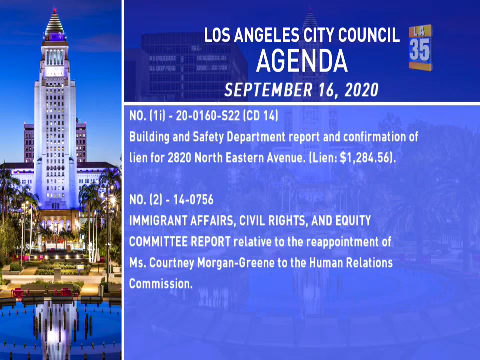 LOS ANGELES CITY COUNCIL
AGENDA
SEPTEMBER 16, 2020
LA
35
NO. (1i) - 20-0160-S22 (CD 14)
Building and Safety Department report and confirmation of
lien for 2820 North Eastern Avenue. (Lien: $1,284.56).
NO. (2) - 14-0756
IMMIGRANT AFFAIRS, CIVIL RIGHTS, AND EQUITY
COMMITTEE REPORT relative to the reappointment of
Ms. Courtney Morgan-Greene to the Human Relations
Commission.